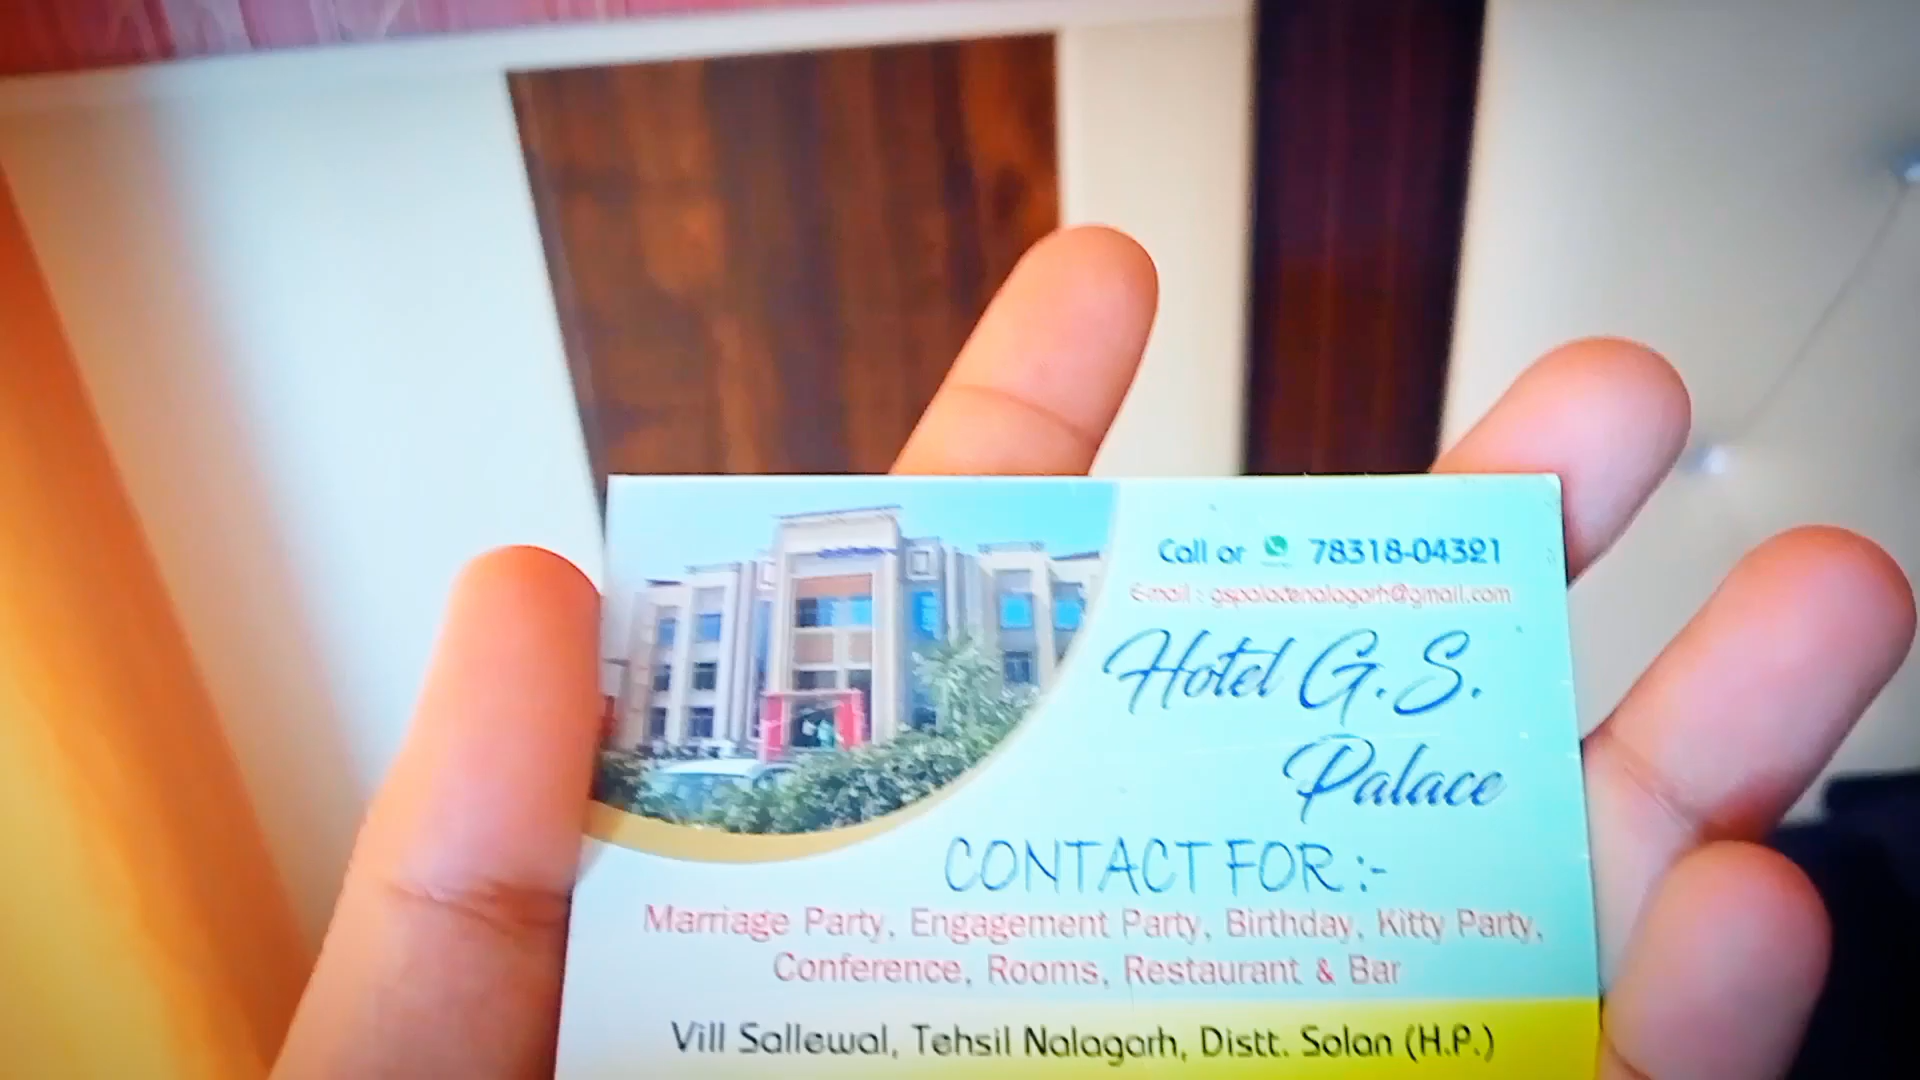 Call or 78318-04321
E-mail : gspaladenalagarh@gmail.com
Hotel G. S.
Palace
CONTACT FOR :-
Marriage Party, Engagement Party, Birthday, Kitty Party,
Conference, Rooms, Restaurant & Bar
Vill Sallewal, Tehsil Nalagarh, Distt. Solan (H.P.)